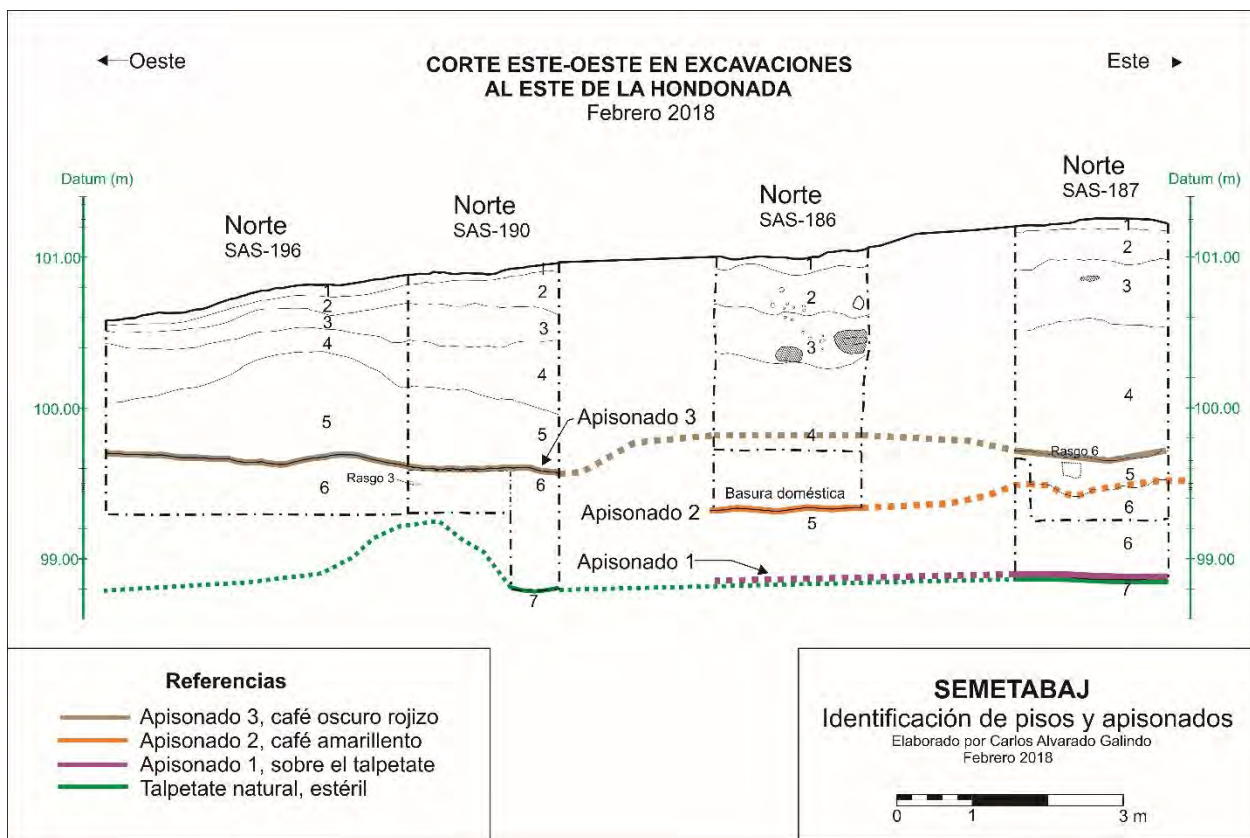 Oeste
CORTE ESTE-OESTE EN EXCAVACIONES
AL ESTE DE LA HONDONADA
Febrero 2018
Este
Datum (m)
Datum (m)
Norte
SAS-196
Norte
SAS-190
Norte
SAS-186
Norte
SAS-187
101.00
100.00
99.00
101.00
100.00
99.00
1
2
3
4
5
6
1
2
3
4
5
6
7
1
2
3
4
5
1
2
3
4
5
6
6
7
Apisonado 3
Rasgo 3
Rasgo 6
Basura doméstica
Apisonado 2
Apisonado 1
Referencias
Apisonado 3, café oscuro rojizo
Apisonado 2, café amarillento
Apisonado 1, sobre el talpetate
Talpetate natural, estéril
SEMETABAJ
Identificación de pisos y apisonados
Elaborado por Carlos Alvarado Galindo
Febrero 2018
0 1 3 m